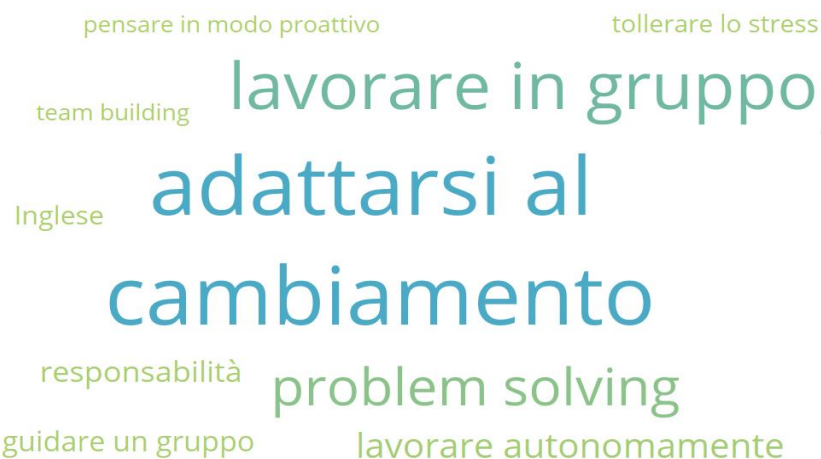 pensare in modo proattivo
tollerare lo stress
lavorare in gruppo
team building
adattarsi al
Inglese
cambiamento
responsabilità
problem solving
guidare un gruppo
lavorare autonomamente